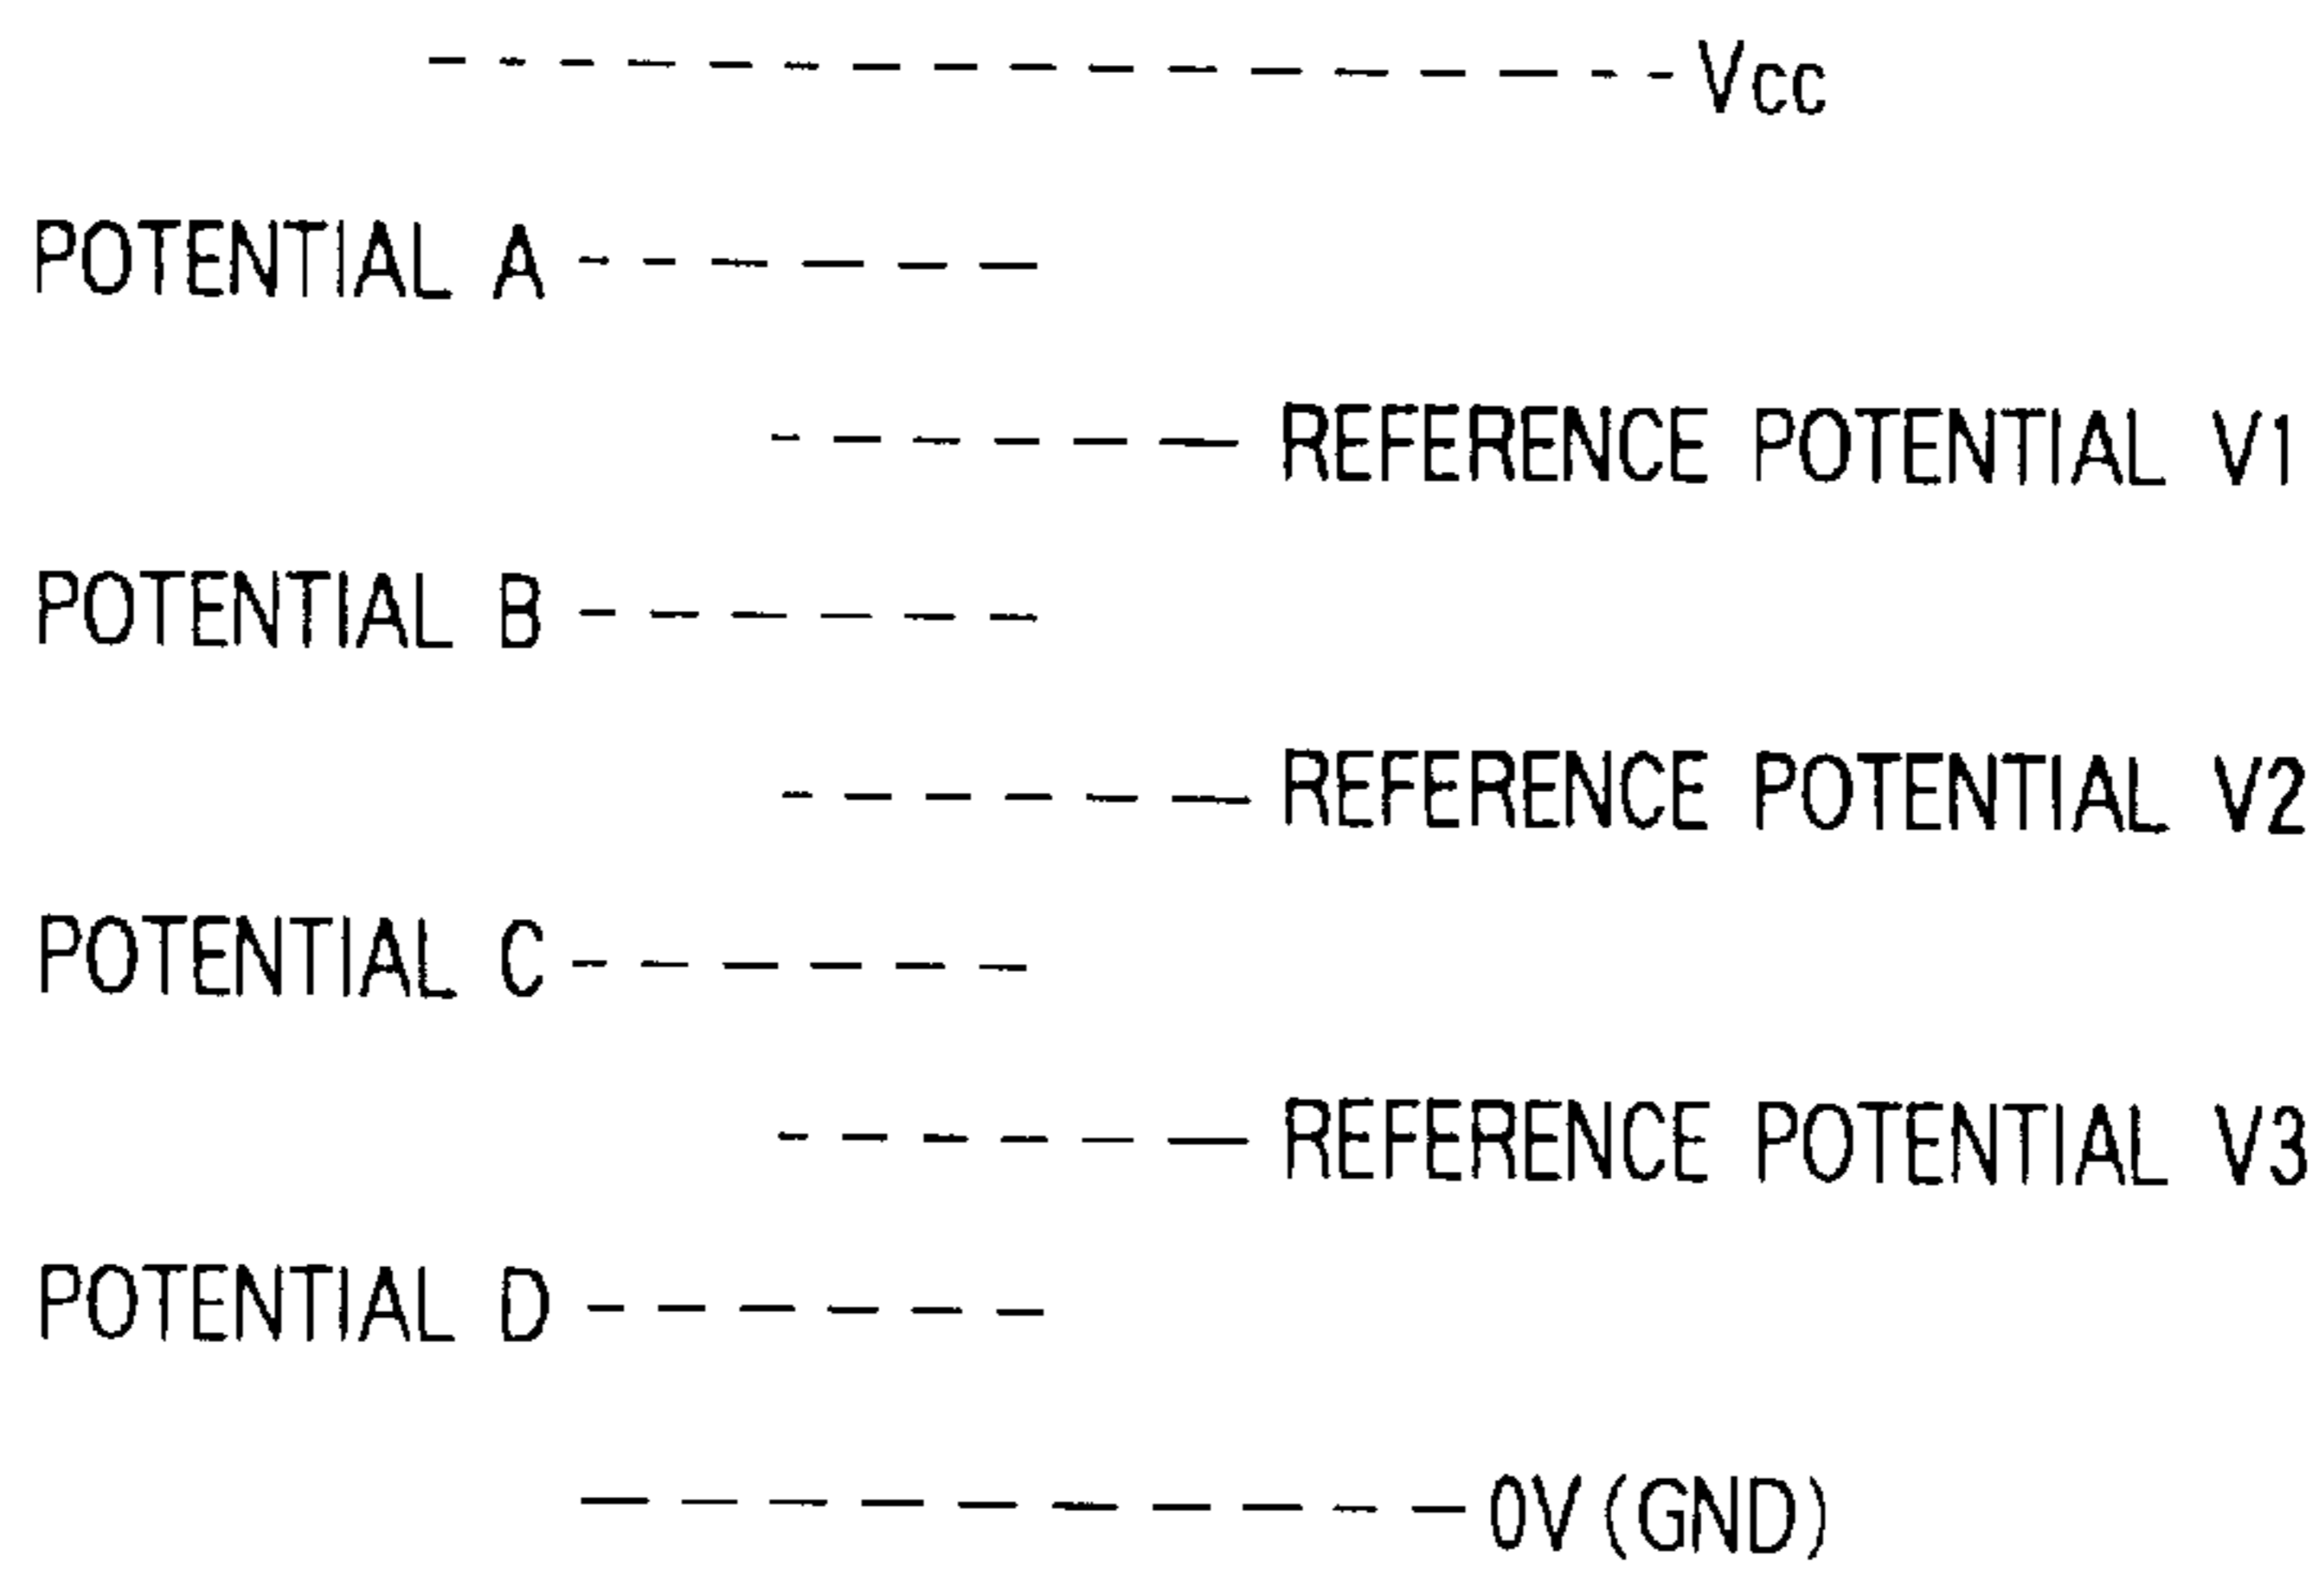 Vcc
POTENTIAL A
REFERENCE POTENTIAL V1
POTENTIAL B
REFERENCE POTENTIAL V2
POTENTIAL C
REFERENCE POTENTIAL V3
POTENTIAL D
0V(GND)